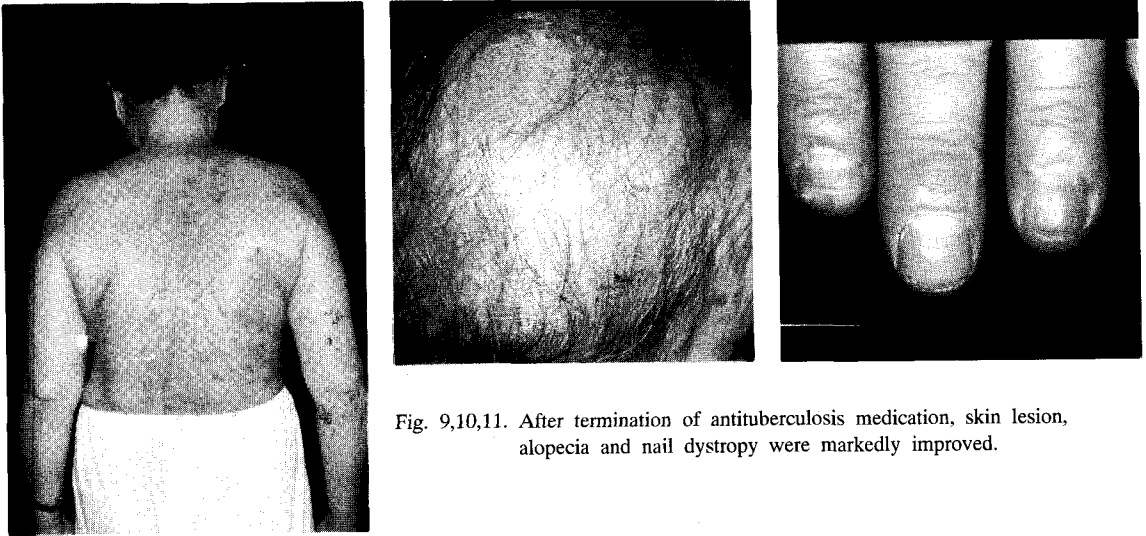 Fig. 9,10,11. After termination of antituberculosis medication, skin lesion,
alopecia and nail dystropy were markedly improved.